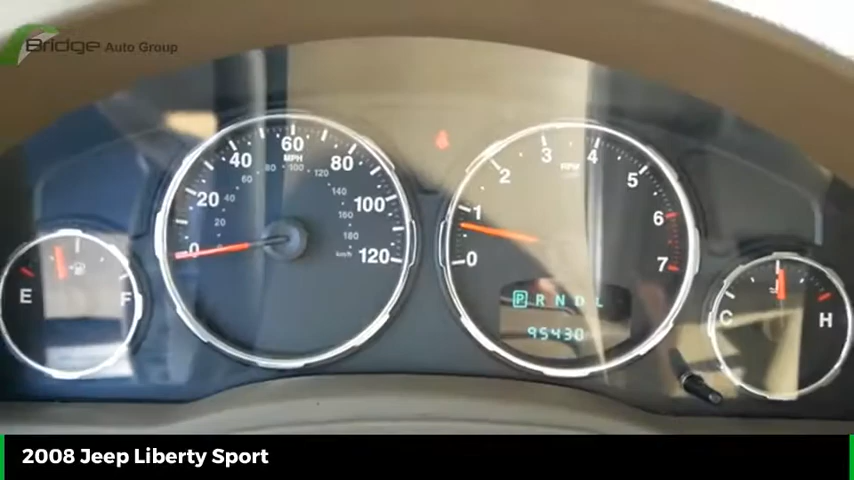 Bridge Auto Group
60
MPH
40 80
80 100
60 120
20 40 140 100
20 160
180
0 km/h 120
3 4
RPM
2 5
1 6
0 7
P R N D L
95430
E F
C H
2008 Jeep Liberty Sport